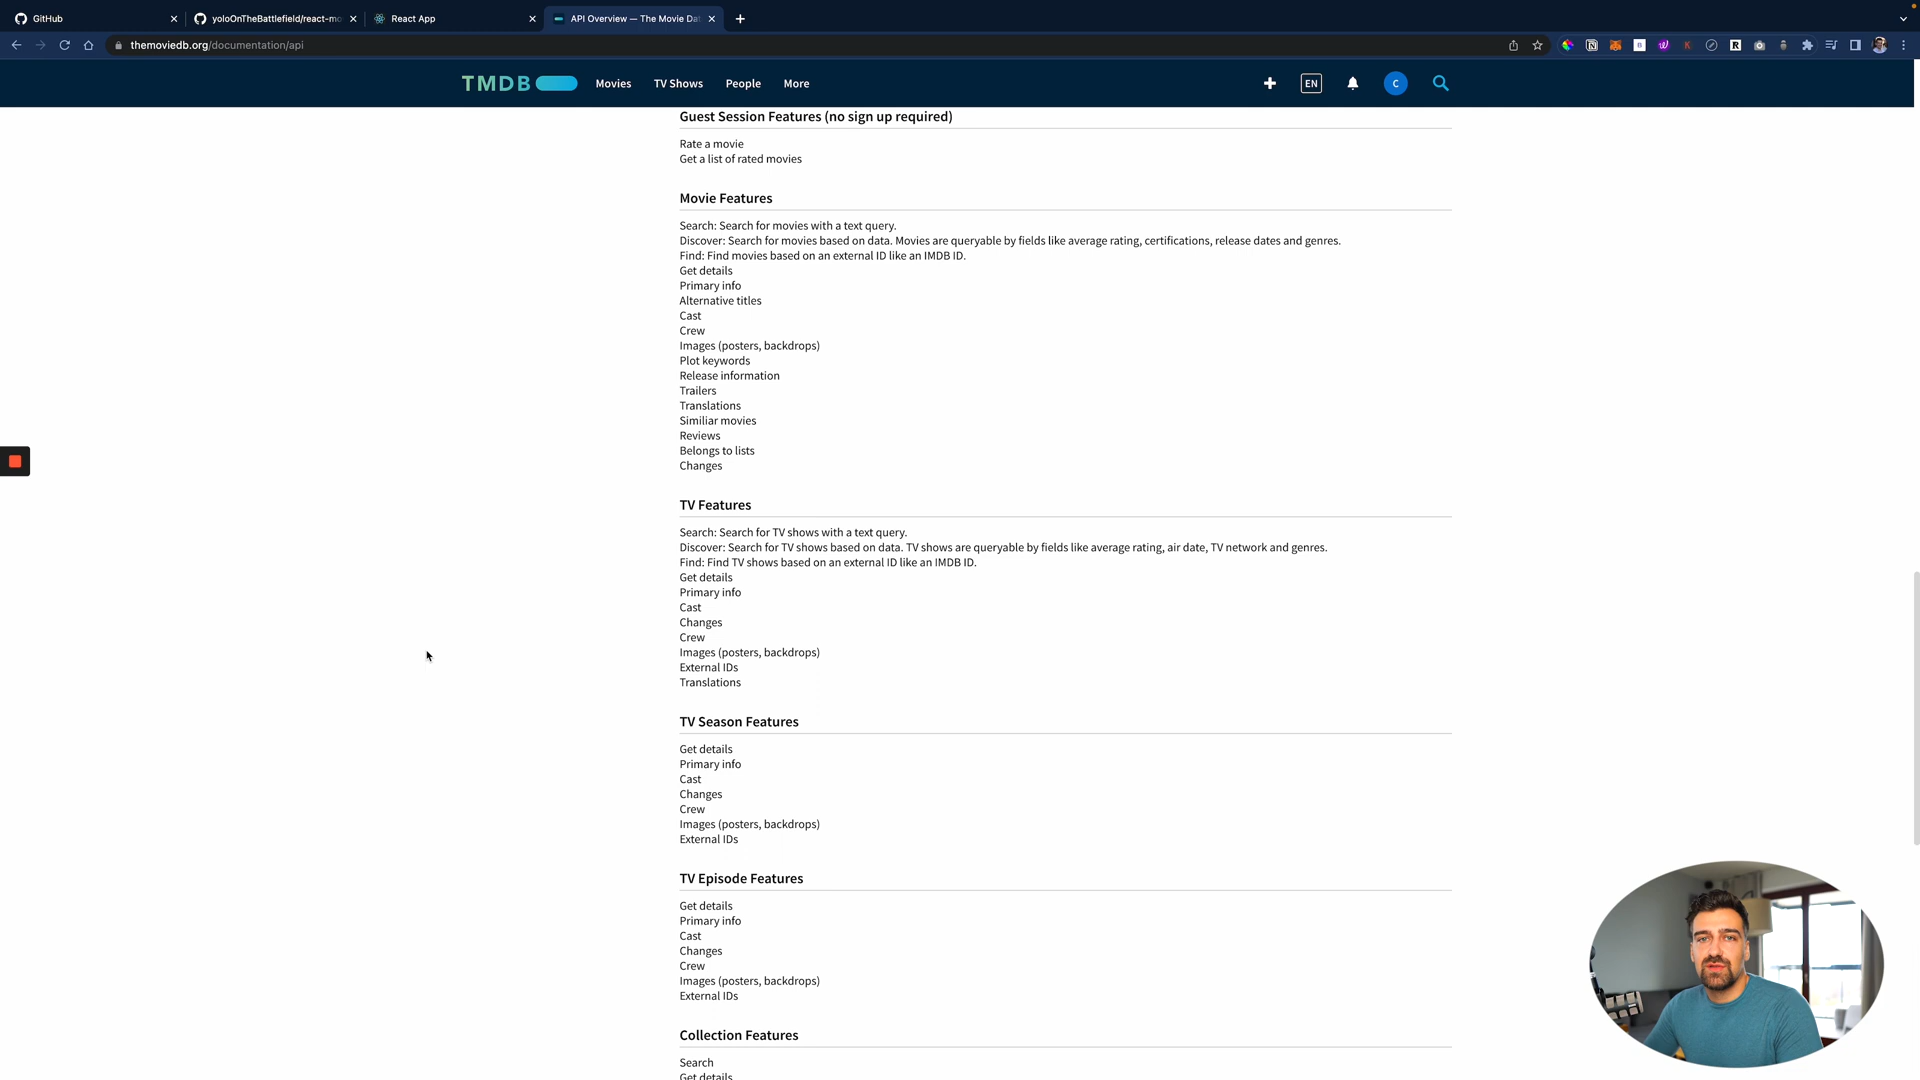 GitHub
yoloOnTheBattlefield/react-mo
React App
API Overview — The Movie Da
themoviedb.org/documentation/api
TMDB
Movies
TV Shows
People
More
EN
C
Guest Session Features (no sign up required)
Rate a movie
Get a list of rated movies
Movie Features
Search: Search for movies with a text query.
Discover: Search for movies based on data. Movies are queryable by fields like average rating, certifications, release dates and genres.
Find: Find movies based on an external ID like an IMDB ID.
Get details
Primary info
Alternative titles
Cast
Crew
Images (posters, backdrops)
Plot keywords
Release information
Trailers
Translations
Similiar movies
Reviews
Belongs to lists
Changes
TV Features
Search: Search for TV shows with a text query.
Discover: Search for TV shows based on data. TV shows are queryable by fields like average rating, air date, TV network and genres.
Find: Find TV shows based on an external ID like an IMDB ID.
Get details
Primary info
Cast
Changes
Crew
Images (posters, backdrops)
External IDs
Translations
TV Season Features
Get details
Primary info
Cast
Changes
Crew
Images (posters, backdrops)
External IDs
TV Episode Features
Get details
Primary info
Cast
Changes
Crew
Images (posters, backdrops)
External IDs
Collection Features
Search
Get details